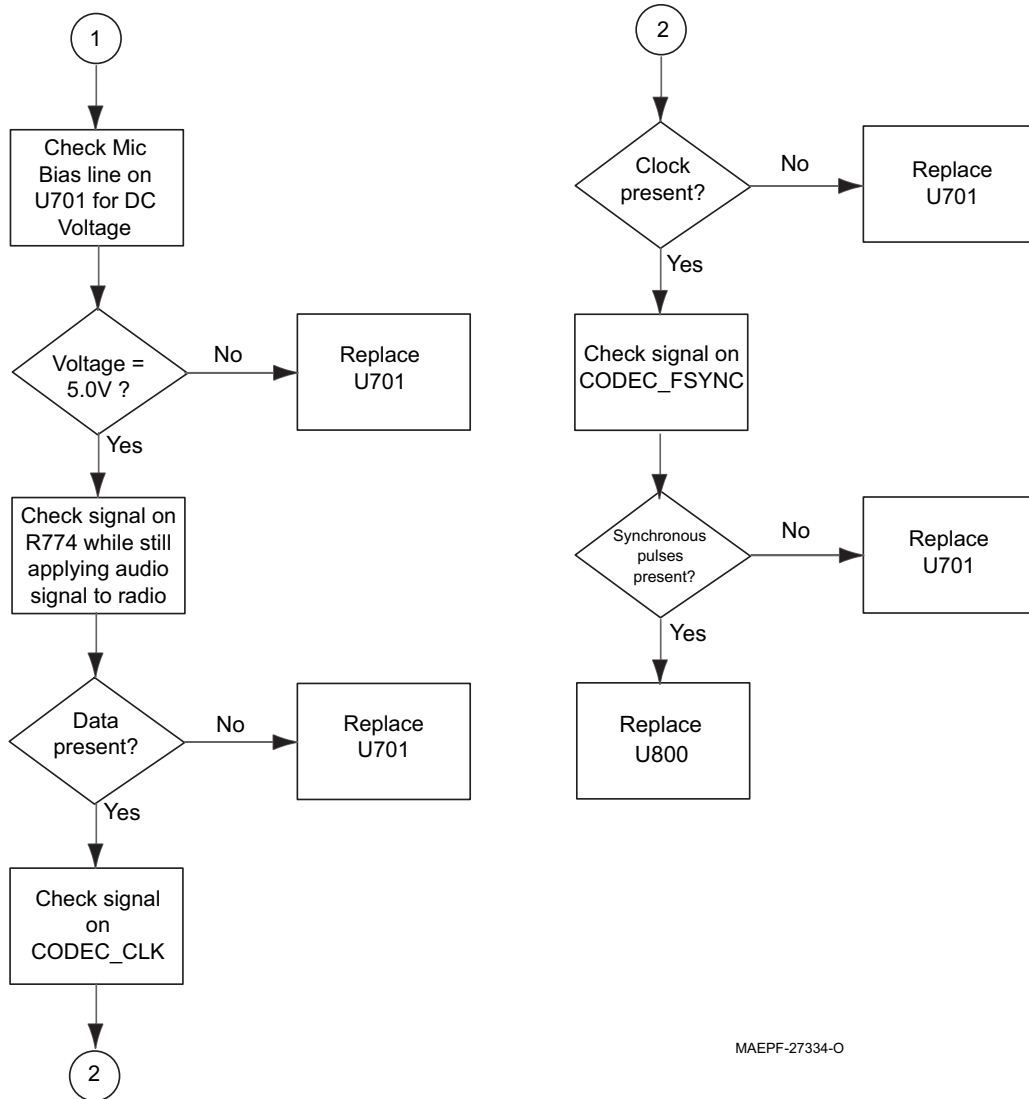 1
Check Mic
Bias line on
U701 for DC
Voltage
Voltage =
5.0V ?
No
Replace
U701
Yes
Check signal on
R774 while still
applying audio
signal to radio
Data
present?
No
Replace
U701
Yes
Check signal
on
CODEC_CLK
2
2
Clock
present?
No
Replace
U701
Yes
Check signal on
CODEC_FSYNC
Synchronous
pulses
present?
No
Replace
U701
Yes
Replace
U800
MAEPF-27334-O